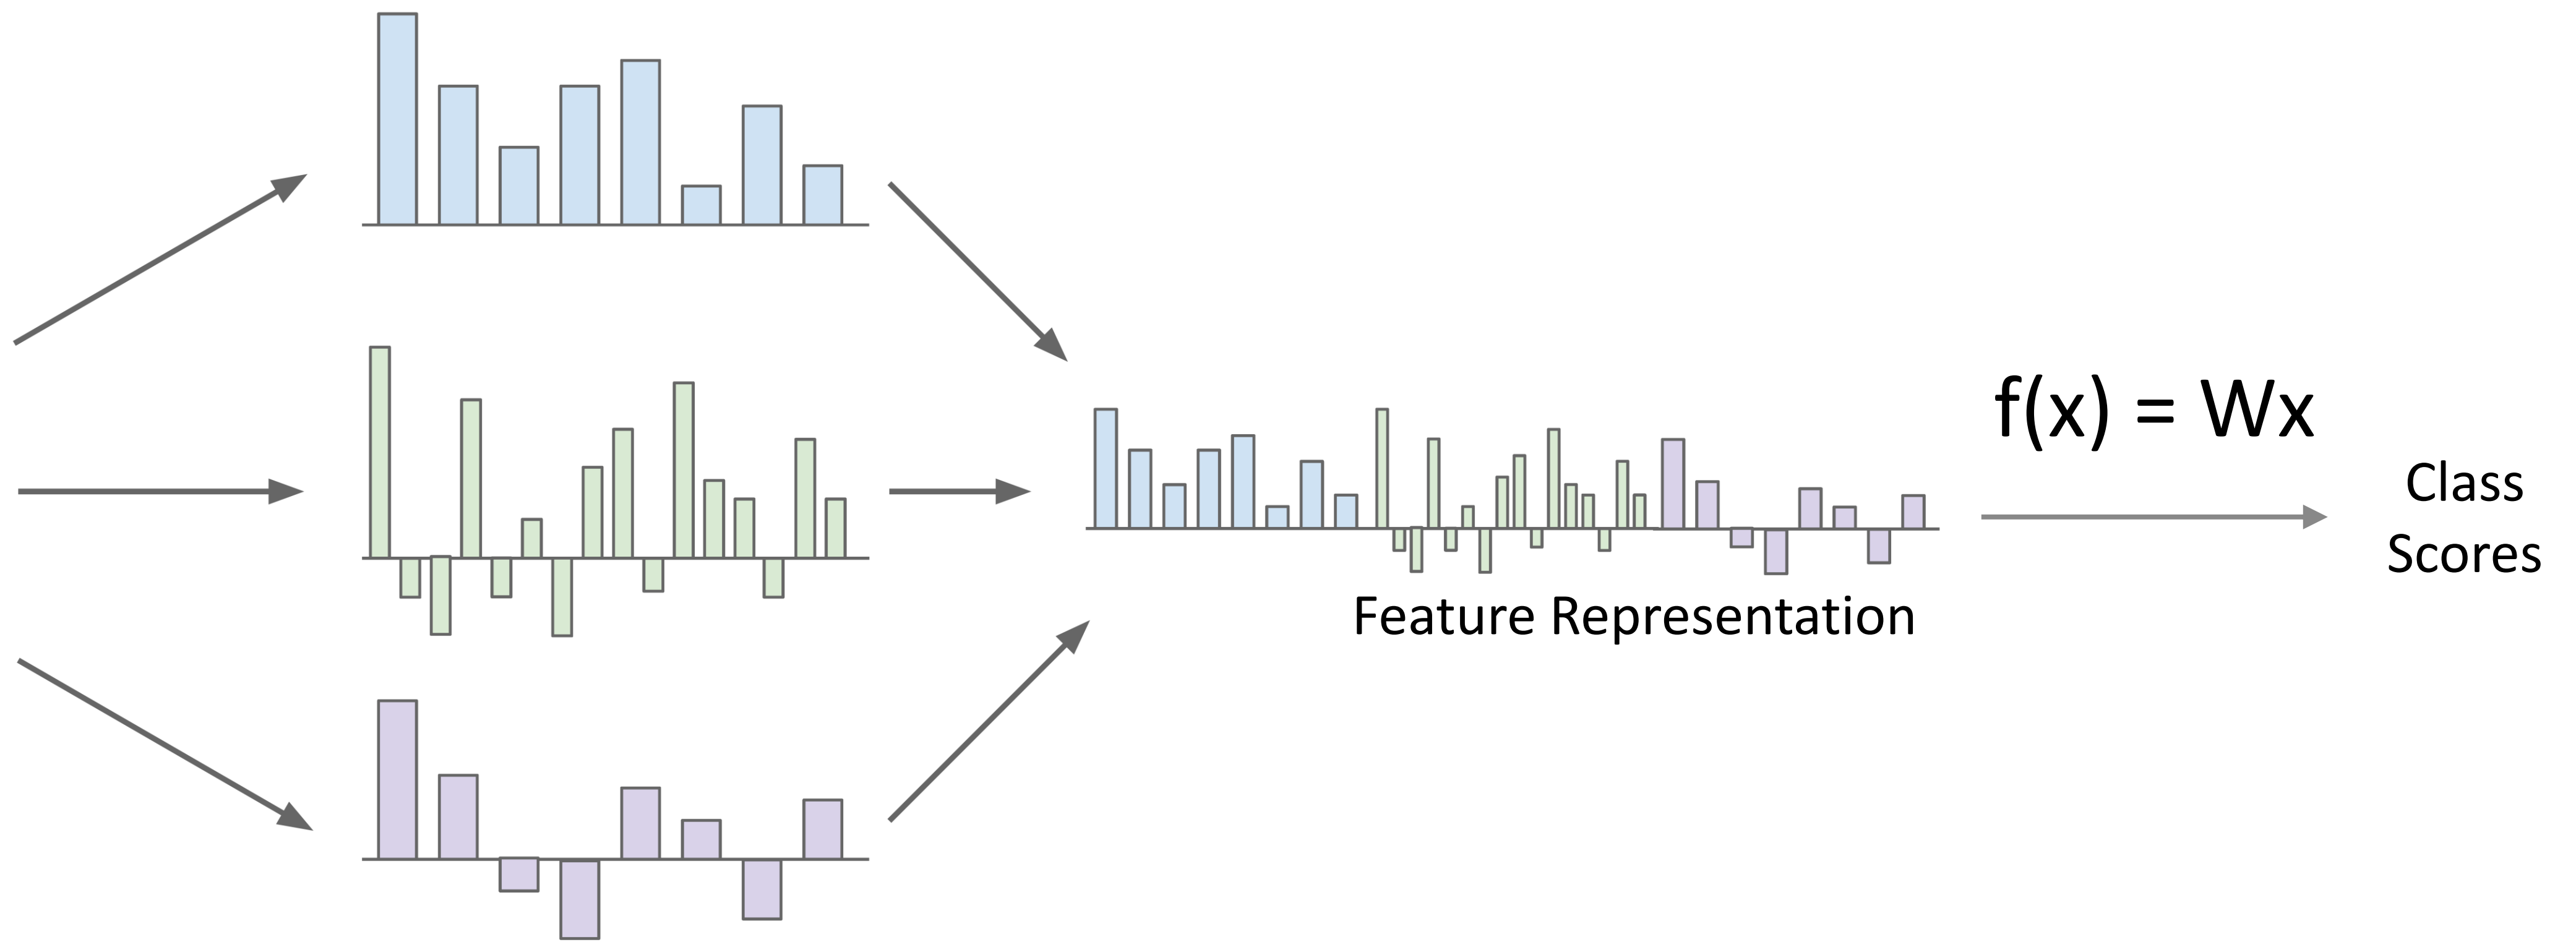 f(x) = Wx
Class
Scores
Feature Representation